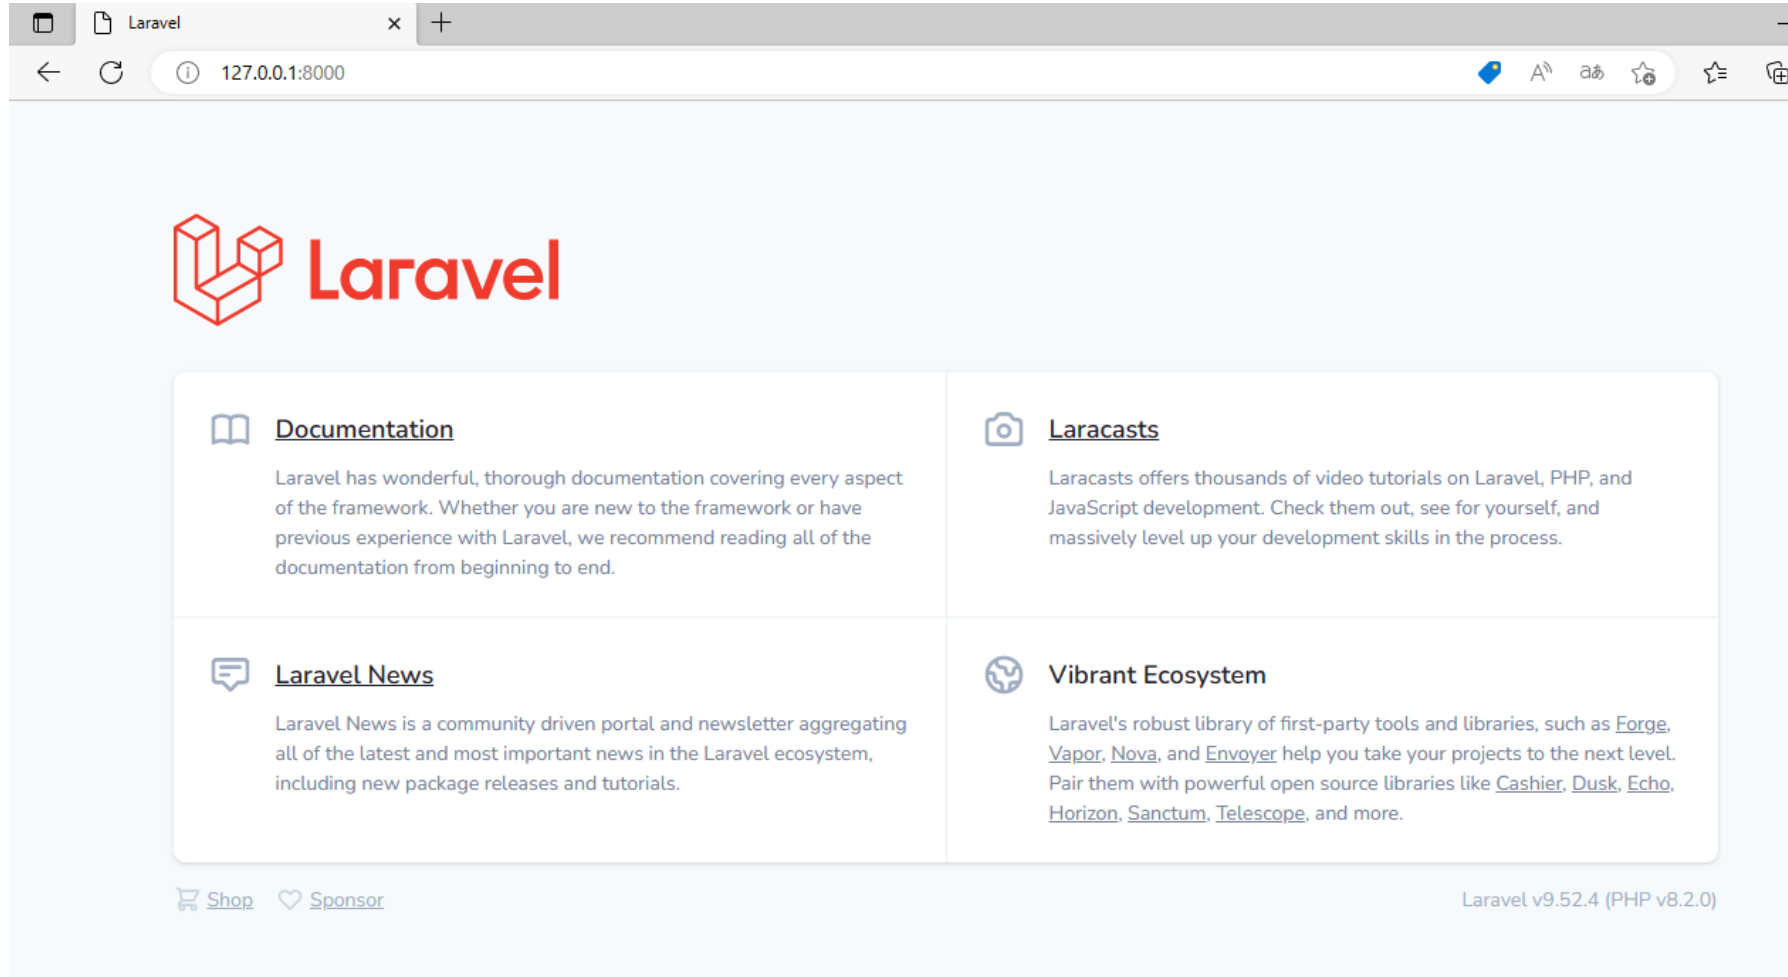 Laravel
127.0.0.1:8000
A
aあ
Laravel
Documentation
Laravel has wonderful, thorough documentation covering every aspect
of the framework. Whether you are new to the framework or have
previous experience with Laravel, we recommend reading all of the
documentation from beginning to end.
Laracasts
Laracasts offers thousands of video tutorials on Laravel, PHP, and
JavaScript development. Check them out, see for yourself, and
massively level up your development skills in the process.
Laravel News
Laravel News is a community driven portal and newsletter aggregating
all of the latest and most important news in the Laravel ecosystem,
including new package releases and tutorials.
Vibrant Ecosystem
Laravel's robust library of first-party tools and libraries, such as Forge,
Vapor, Nova, and Envoyer help you take your projects to the next level.
Pair them with powerful open source libraries like Cashier, Dusk, Echo,
Horizon, Sanctum, Telescope, and more.
Shop Sponsor
Laravel v9.52.4 (PHP v8.2.0)